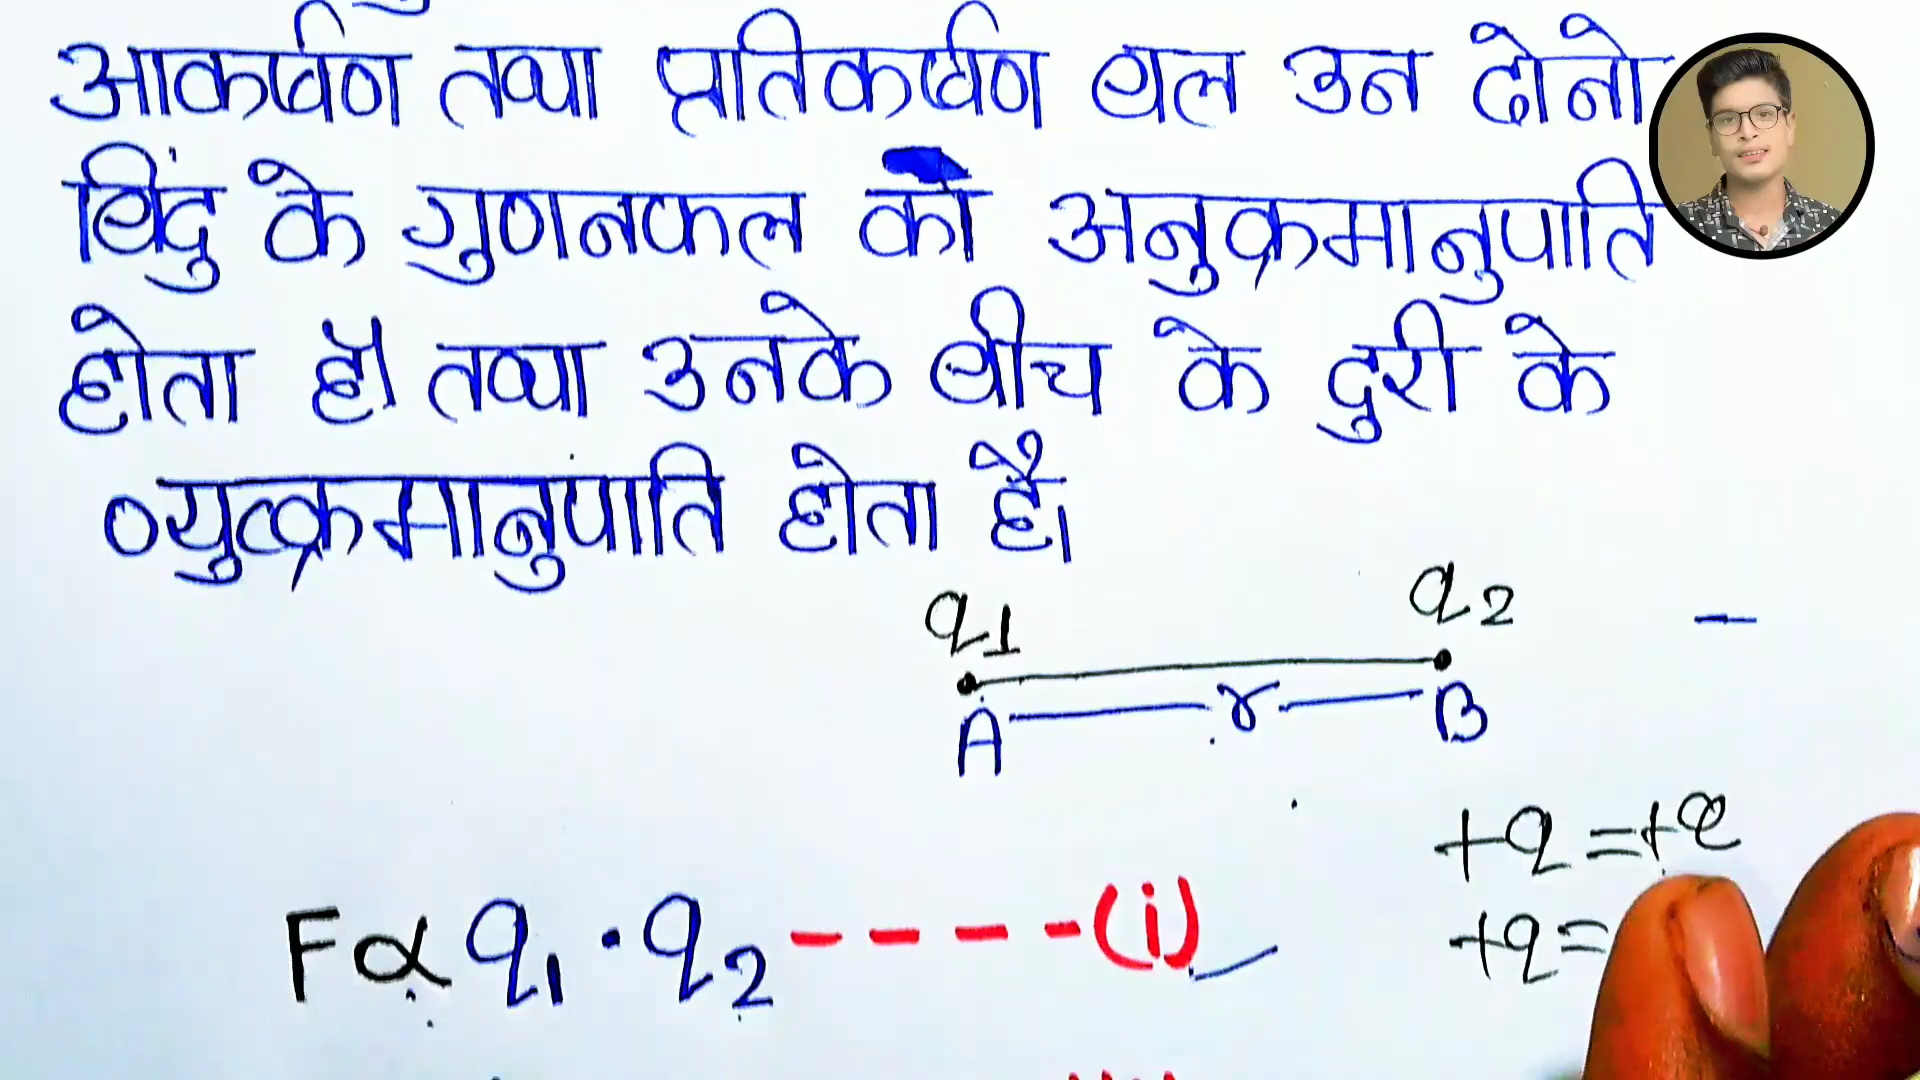 आकर्षण तथा प्रतिकर्षण बल उन दोनो
बिंदु के गुणनफल को अनुक्रमानुपाति
होता है। तथा उनके बीच के दुरी के
व्युत्क्रमानुपाति होता है।
q1 q2 -
A r B
+q=+q
F∝q₁·q₂ - - - - (i)
+q=